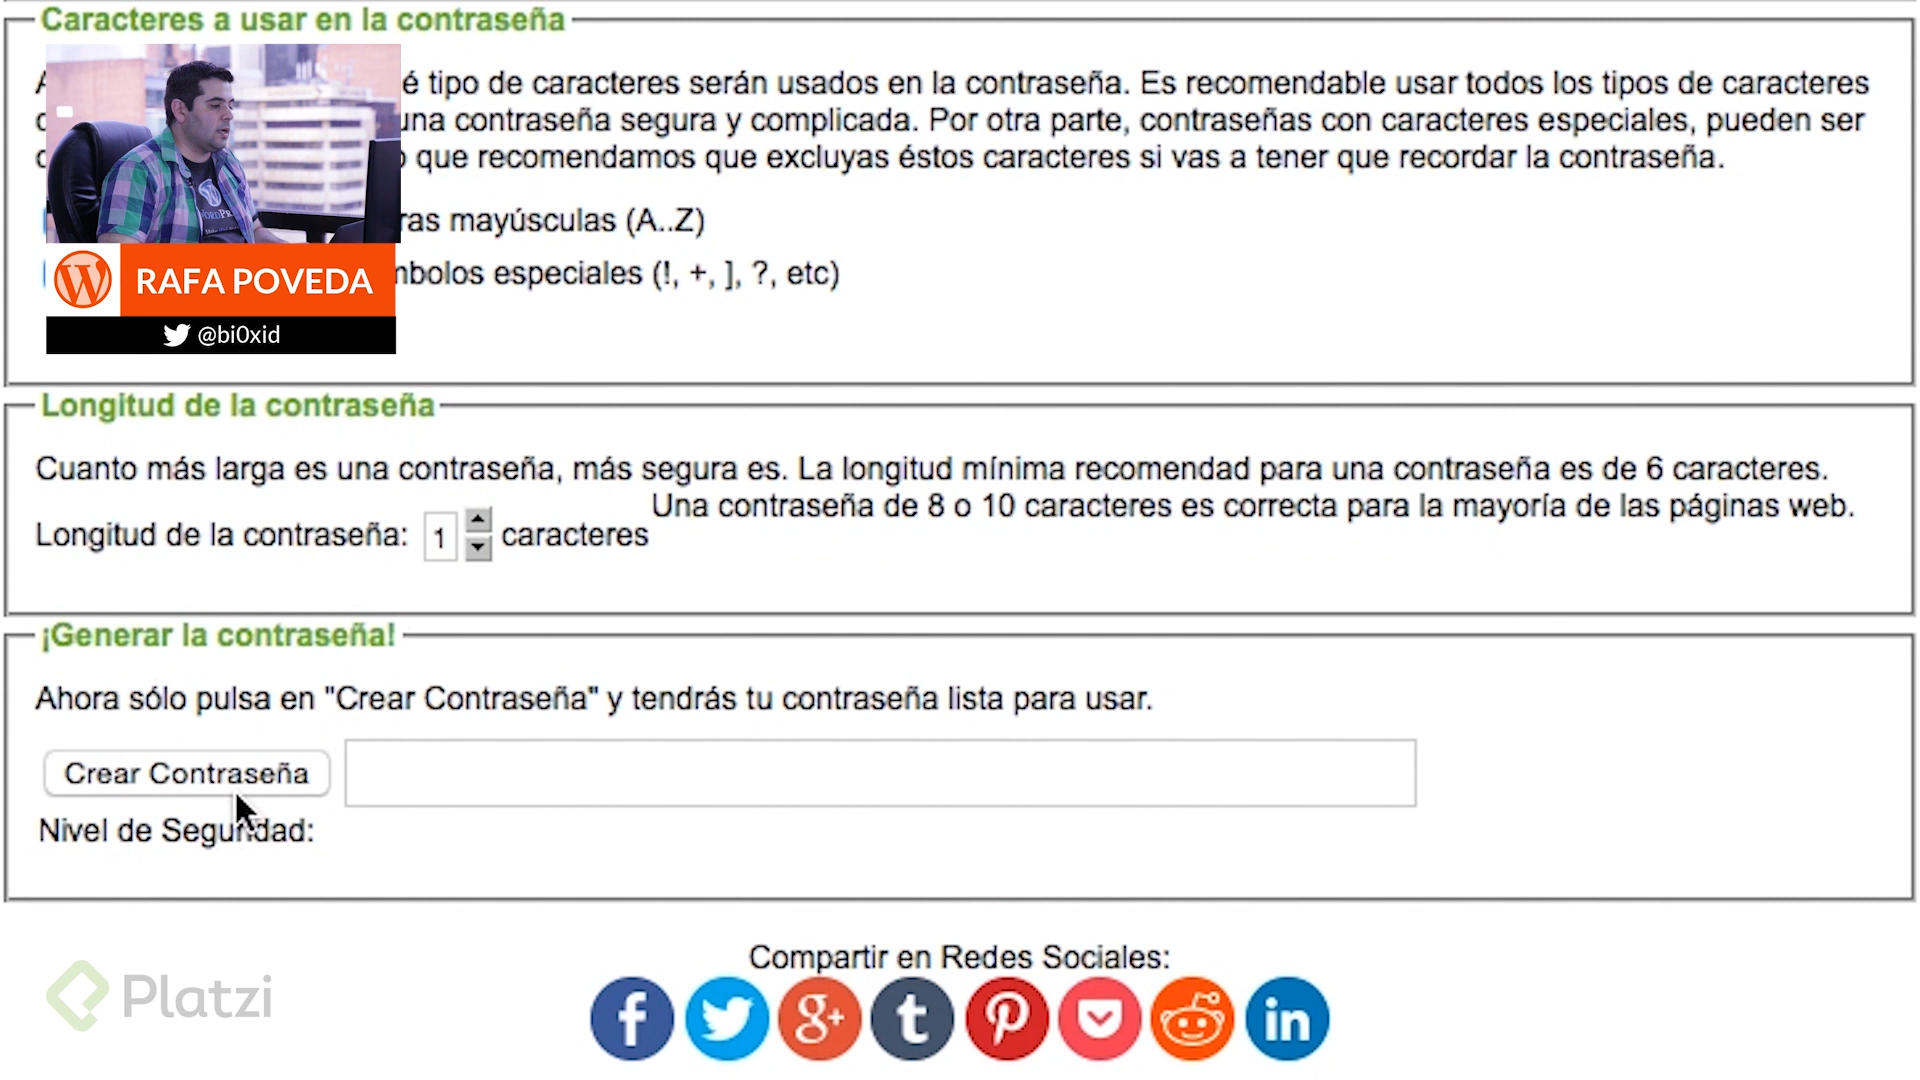 Caracteres a usar en la contraseña
é tipo de caracteres serán usados en la contraseña. Es recomendable usar todos los tipos de caracteres
una contraseña segura y complicada. Por otra parte, contraseñas con caracteres especiales, pueden ser
que recomendamos que excluyas éstos caracteres si vas a tener que recordar la contraseña.
ras mayúsculas (A..Z)
mbolos especiales (!, +, ], ?, etc)
RAFA POVEDA
@bi0xid
Longitud de la contraseña
Cuanto más larga es una contraseña, más segura es. La longitud mínima recomendad para una contraseña es de 6 caracteres.
Una contraseña de 8 o 10 caracteres es correcta para la mayoría de las páginas web.
Longitud de la contraseña: 1 caracteres
¡Generar la contraseña!
Ahora sólo pulsa en "Crear Contraseña" y tendrás tu contraseña lista para usar.
Crear Contraseña
Nivel de Seguridad:
Compartir en Redes Sociales:
Platzi